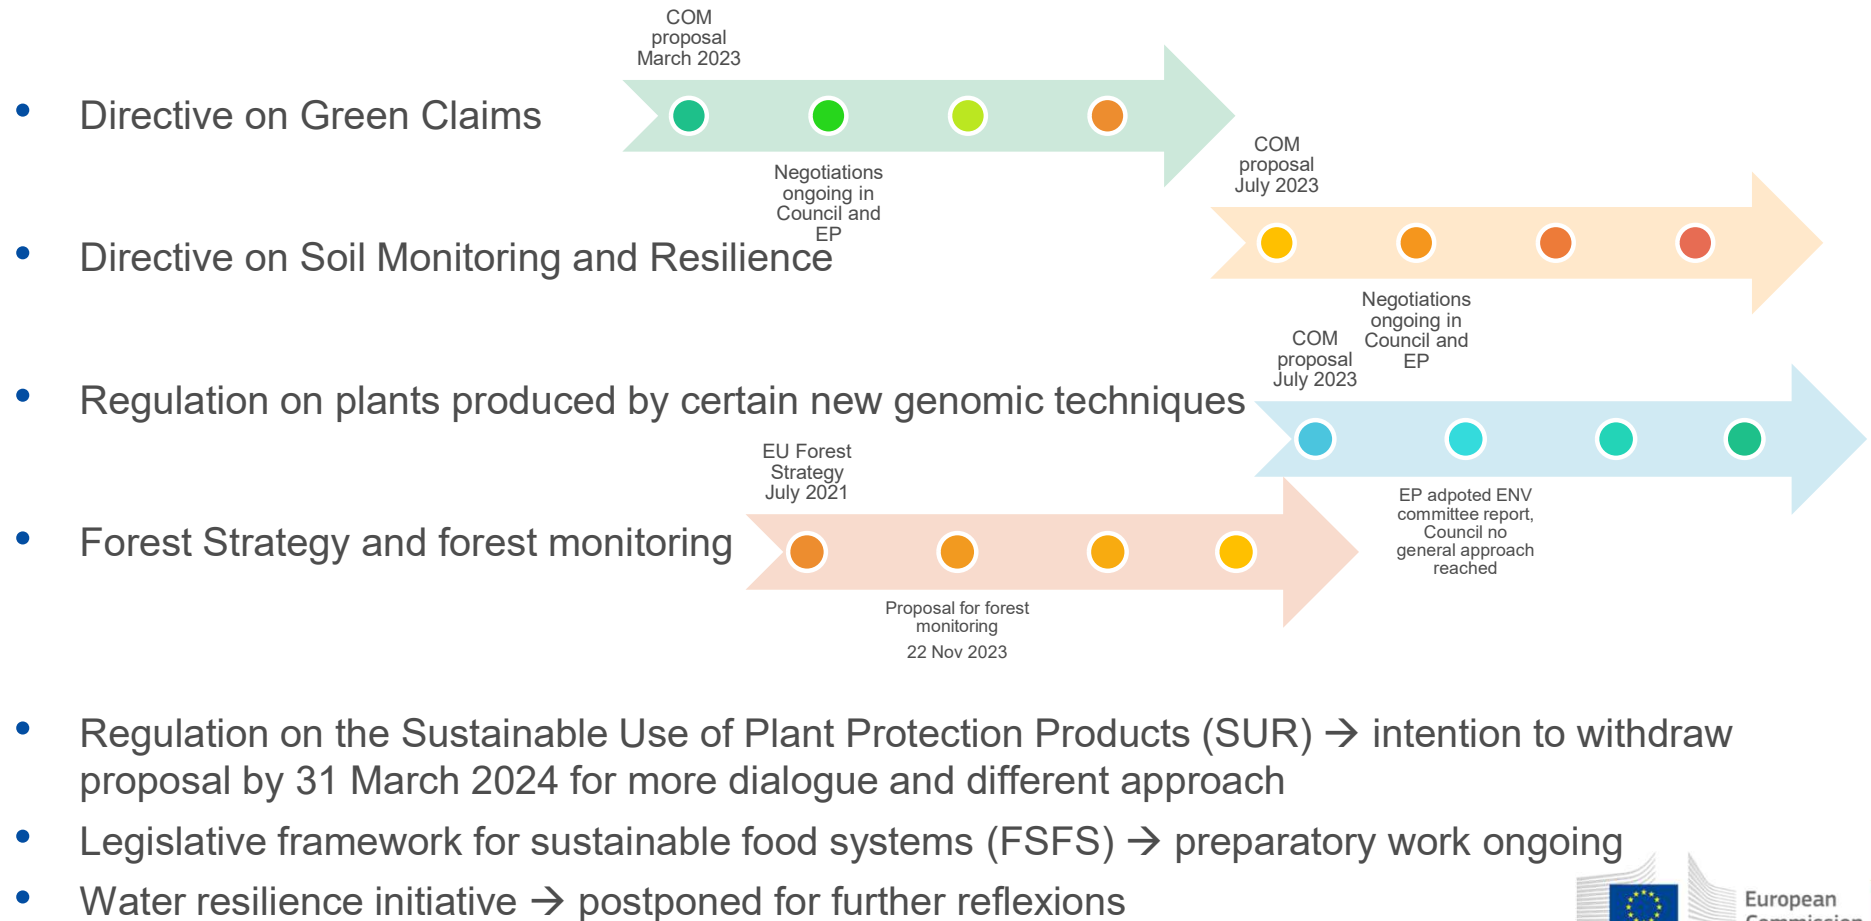 COM
proposal
March 2023
• Directive on Green Claims
Negotiations
ongoing in
Council and
EP
COM
proposal
July 2023
• Directive on Soil Monitoring and Resilience
Negotiations
ongoing in
Council and
EP
COM
proposal
July 2023
• Regulation on plants produced by certain new genomic techniques
EP adpoted ENV
committee report,
Council no
general approach
reached
EU Forest
Strategy
July 2021
• Forest Strategy and forest monitoring
Proposal for forest
monitoring
22 Nov 2023
• Regulation on the Sustainable Use of Plant Protection Products (SUR) → intention to withdraw
proposal by 31 March 2024 for more dialogue and different approach
• Legislative framework for sustainable food systems (FSFS) → preparatory work ongoing
• Water resilience initiative → postponed for further reflexions
European
Commission